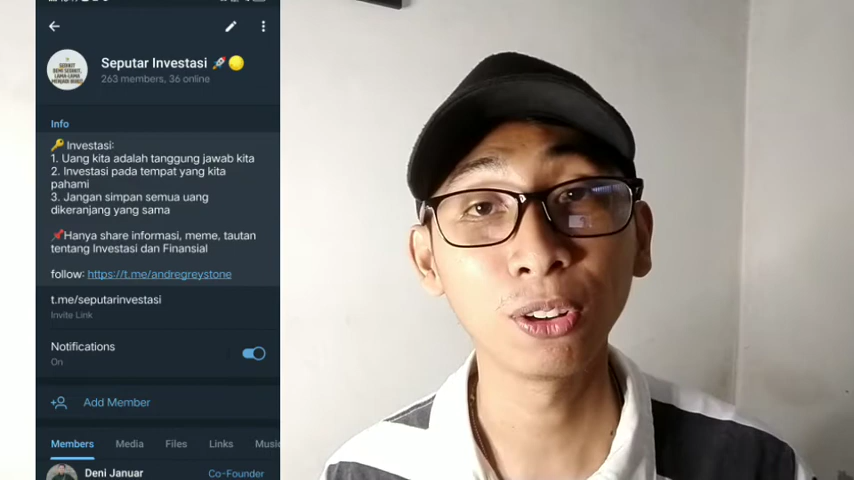 Seputar Investasi 🚀🟡
263 members, 36 online
Info
🔑 Investasi:
1. Uang kita adalah tanggung jawab kita
2. Investasi pada tempat yang kita
pahami
3. Jangan simpan semua uang
dikeranjang yang sama
📌Hanya share informasi, meme, tautan
tentang Investasi dan Finansial
follow: https://t.me/andregreystone
t.me/seputarinvestasi
Invite Link
Notifications
On
Add Member
Members Media Files Links Music
Deni Januar Co-Founder